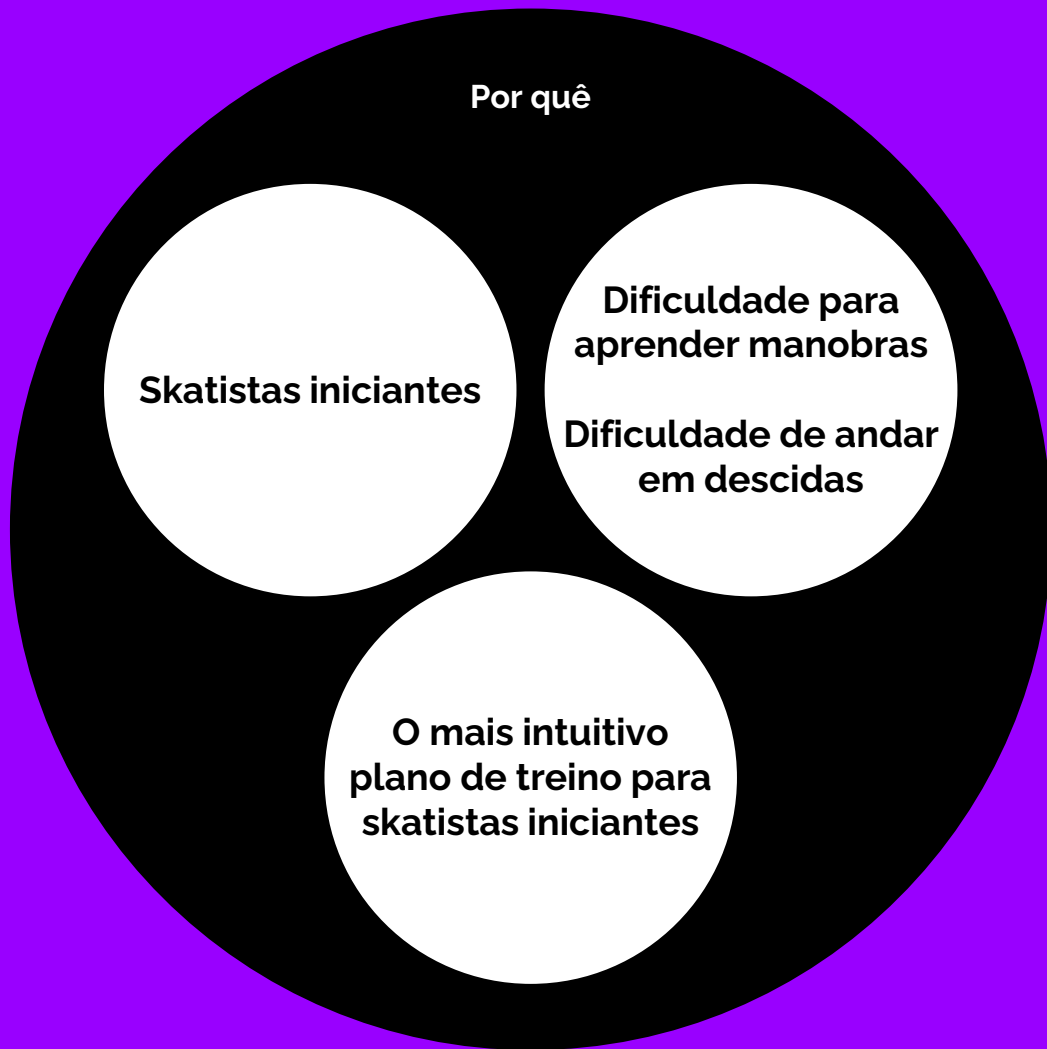 Por quê
Skatistas iniciantes
Dificuldade para
aprender manobras
Dificuldade de andar
em descidas
O mais intuitivo
plano de treino para
skatistas iniciantes